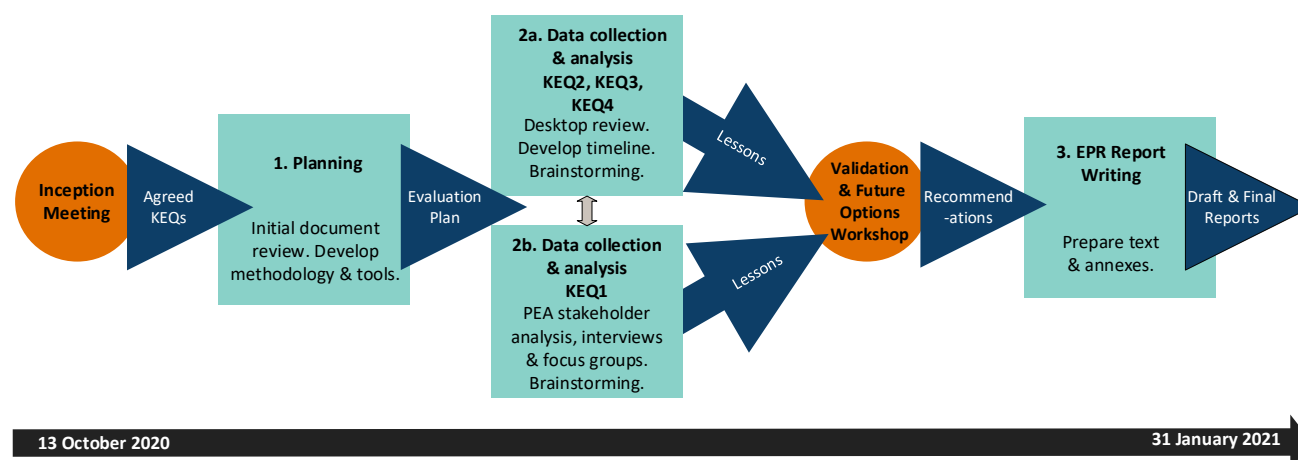 Inception
Meeting
Agreed
KEQs
1. Planning
Initial document
review. Develop
methodology & tools.
Evaluation
Plan
2a. Data collection
& analysis
KEQ2, KEQ3,
KEQ4
Desktop review.
Develop timeline.
Brainstorming.
2b. Data collection
& analysis
KEQ1
PEA stakeholder
analysis, interviews
& focus groups.
Brainstorming.
Lessons
Lessons
Validation
& Future
Options
Workshop
Recommend
-ations
3. EPR Report
Writing
Prepare text
& annexes.
Draft & Final
Reports
13 October 2020
31 January 2021